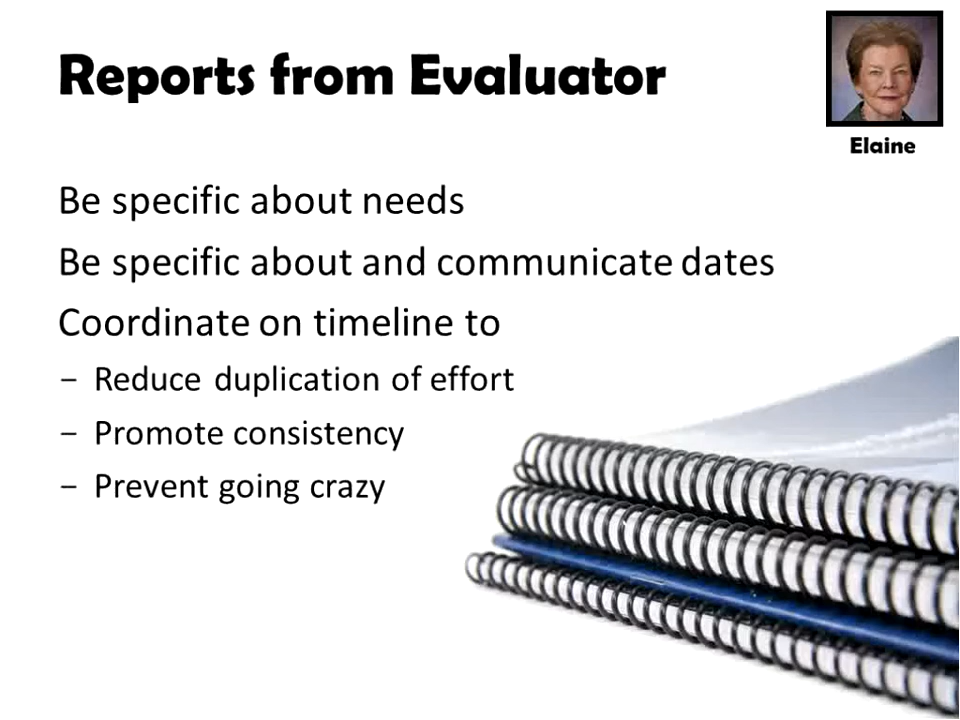 Reports from Evaluator
Elaine
Be specific about needs
Be specific about and communicate dates
Coordinate on timeline to
− Reduce duplication of effort
− Promote consistency
− Prevent going crazy